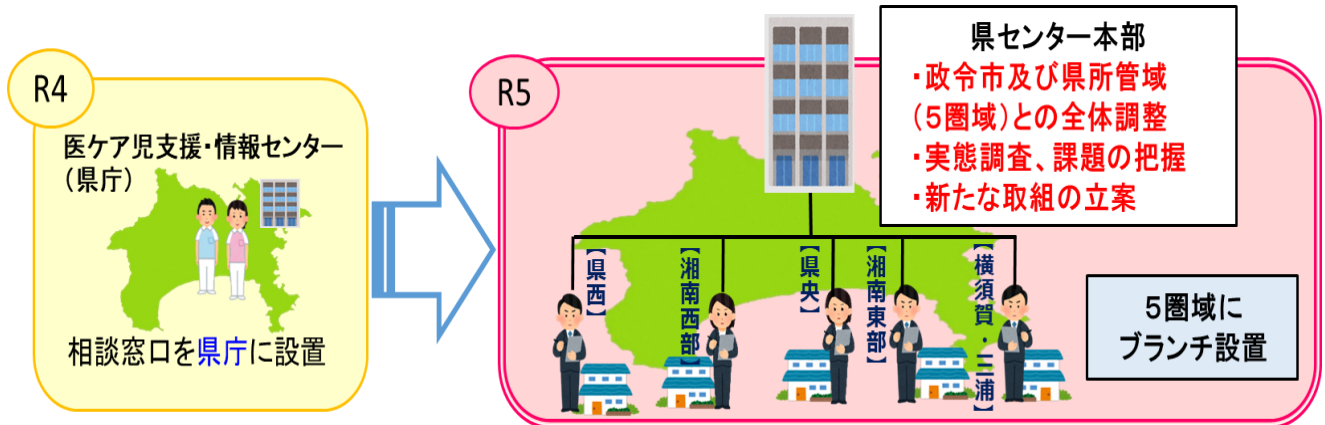 R4
医ケア児支援・情報センター
(県庁)
相談窓口を県庁に設置
R5
県センター本部
・政令市及び県所管域
(5圏域)との全体調整
・実態調査、課題の把握
・新たな取組の立案
【県西】
【湘南西部】
【県央】
【湘南東部】
【横須賀・三浦】
5圏域に
ブランチ設置